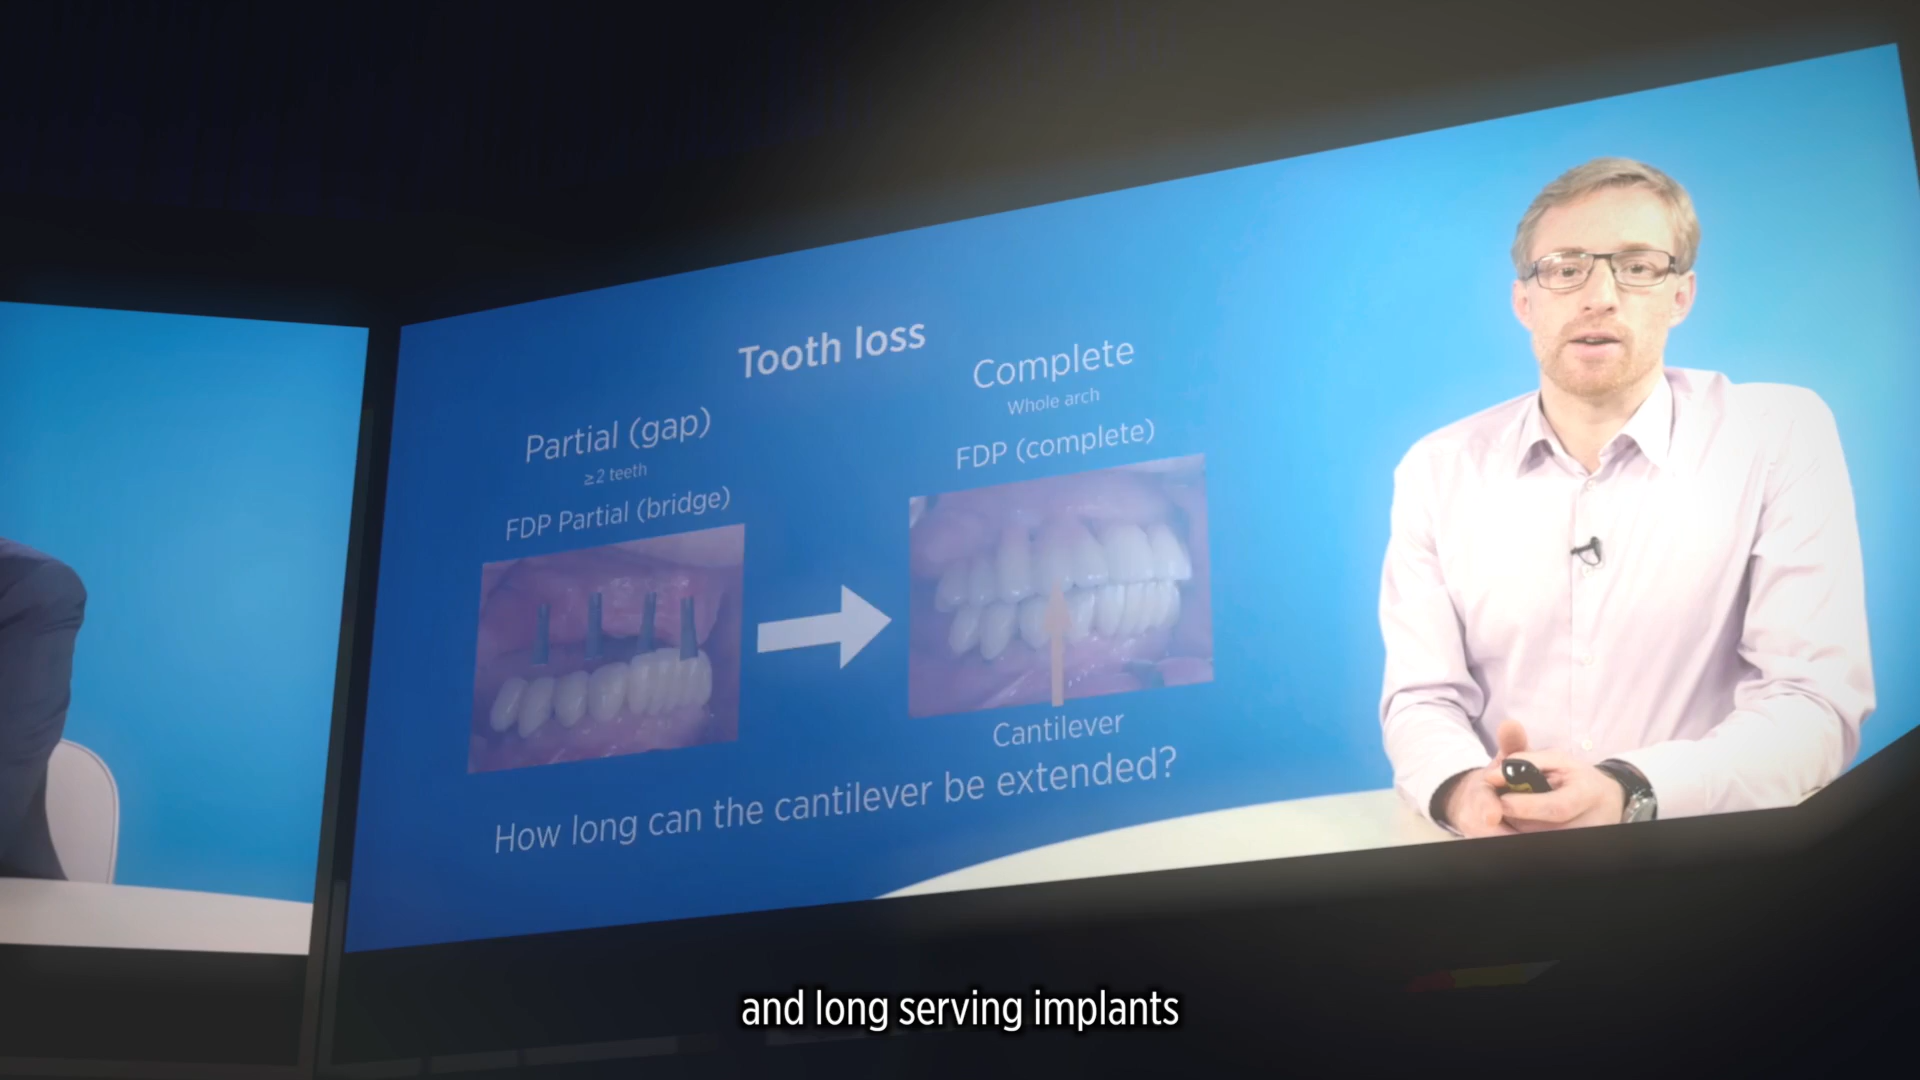 Tooth loss
Partial (gap)
≥2 teeth
FDP Partial (bridge)
Complete
Whole arch
FDP (complete)
Cantilever
How long can the cantilever be extended?
and long serving implants